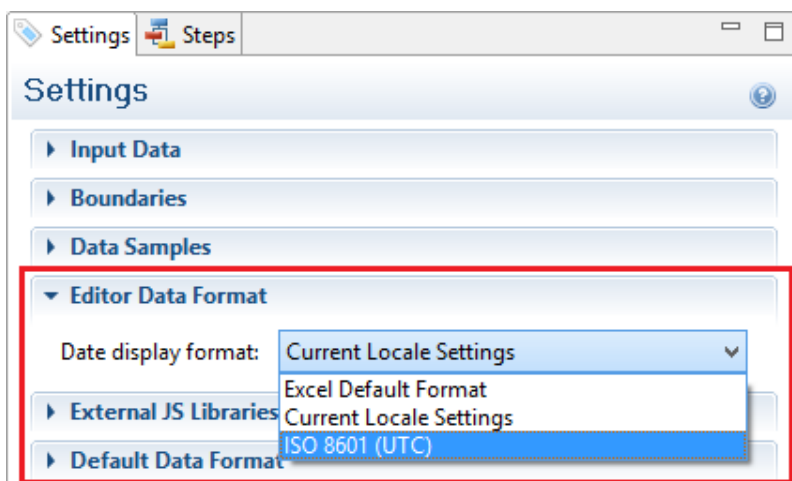 Settings Steps
Settings
Input Data
Boundaries
Data Samples
Editor Data Format
Date display format: Current Locale Settings
Excel Default Format
External JS Libraries Current Locale Settings
ISO 8601 (UTC)
Default Data Format